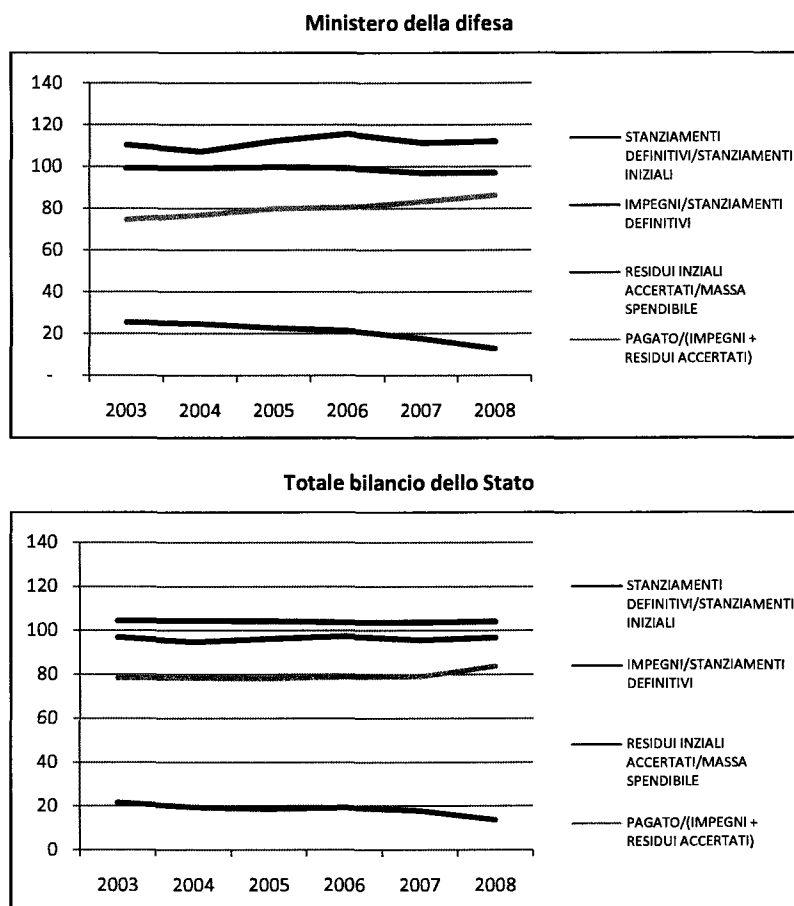 Ministero della difesa
140
120
100
80
60
40
20
-
2003 2004 2005 2006 2007 2008
STANZIAMENTI
DEFINITIVI/STANZIAMENTI
INIZIALI
IMPEGNI/STANZIAMENTI
DEFINITIVI
RESIDUI INZIALI
ACCERTATI/MASSA
SPENDIBILE
PAGATO/(IMPEGNI +
RESIDUI ACCERTATI)
Totale bilancio dello Stato
140
120
100
80
60
40
20
0
2003 2004 2005 2006 2007 2008
STANZIAMENTI
DEFINITIVI/STANZIAMENTI
INIZIALI
IMPEGNI/STANZIAMENTI
DEFINITIVI
RESIDUI INZIALI
ACCERTATI/MASSA
SPENDIBILE
PAGATO/(IMPEGNI +
RESIDUI ACCERTATI)